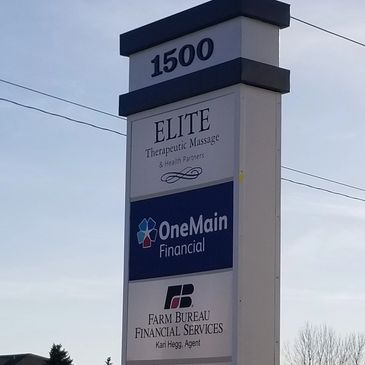 1500
ELITE
Therapeutic Massage
& Health Partners
OneMain
Financial
FB
FARM BUREAU
FINANCIAL SERVICES
Kari Hegg, Agent